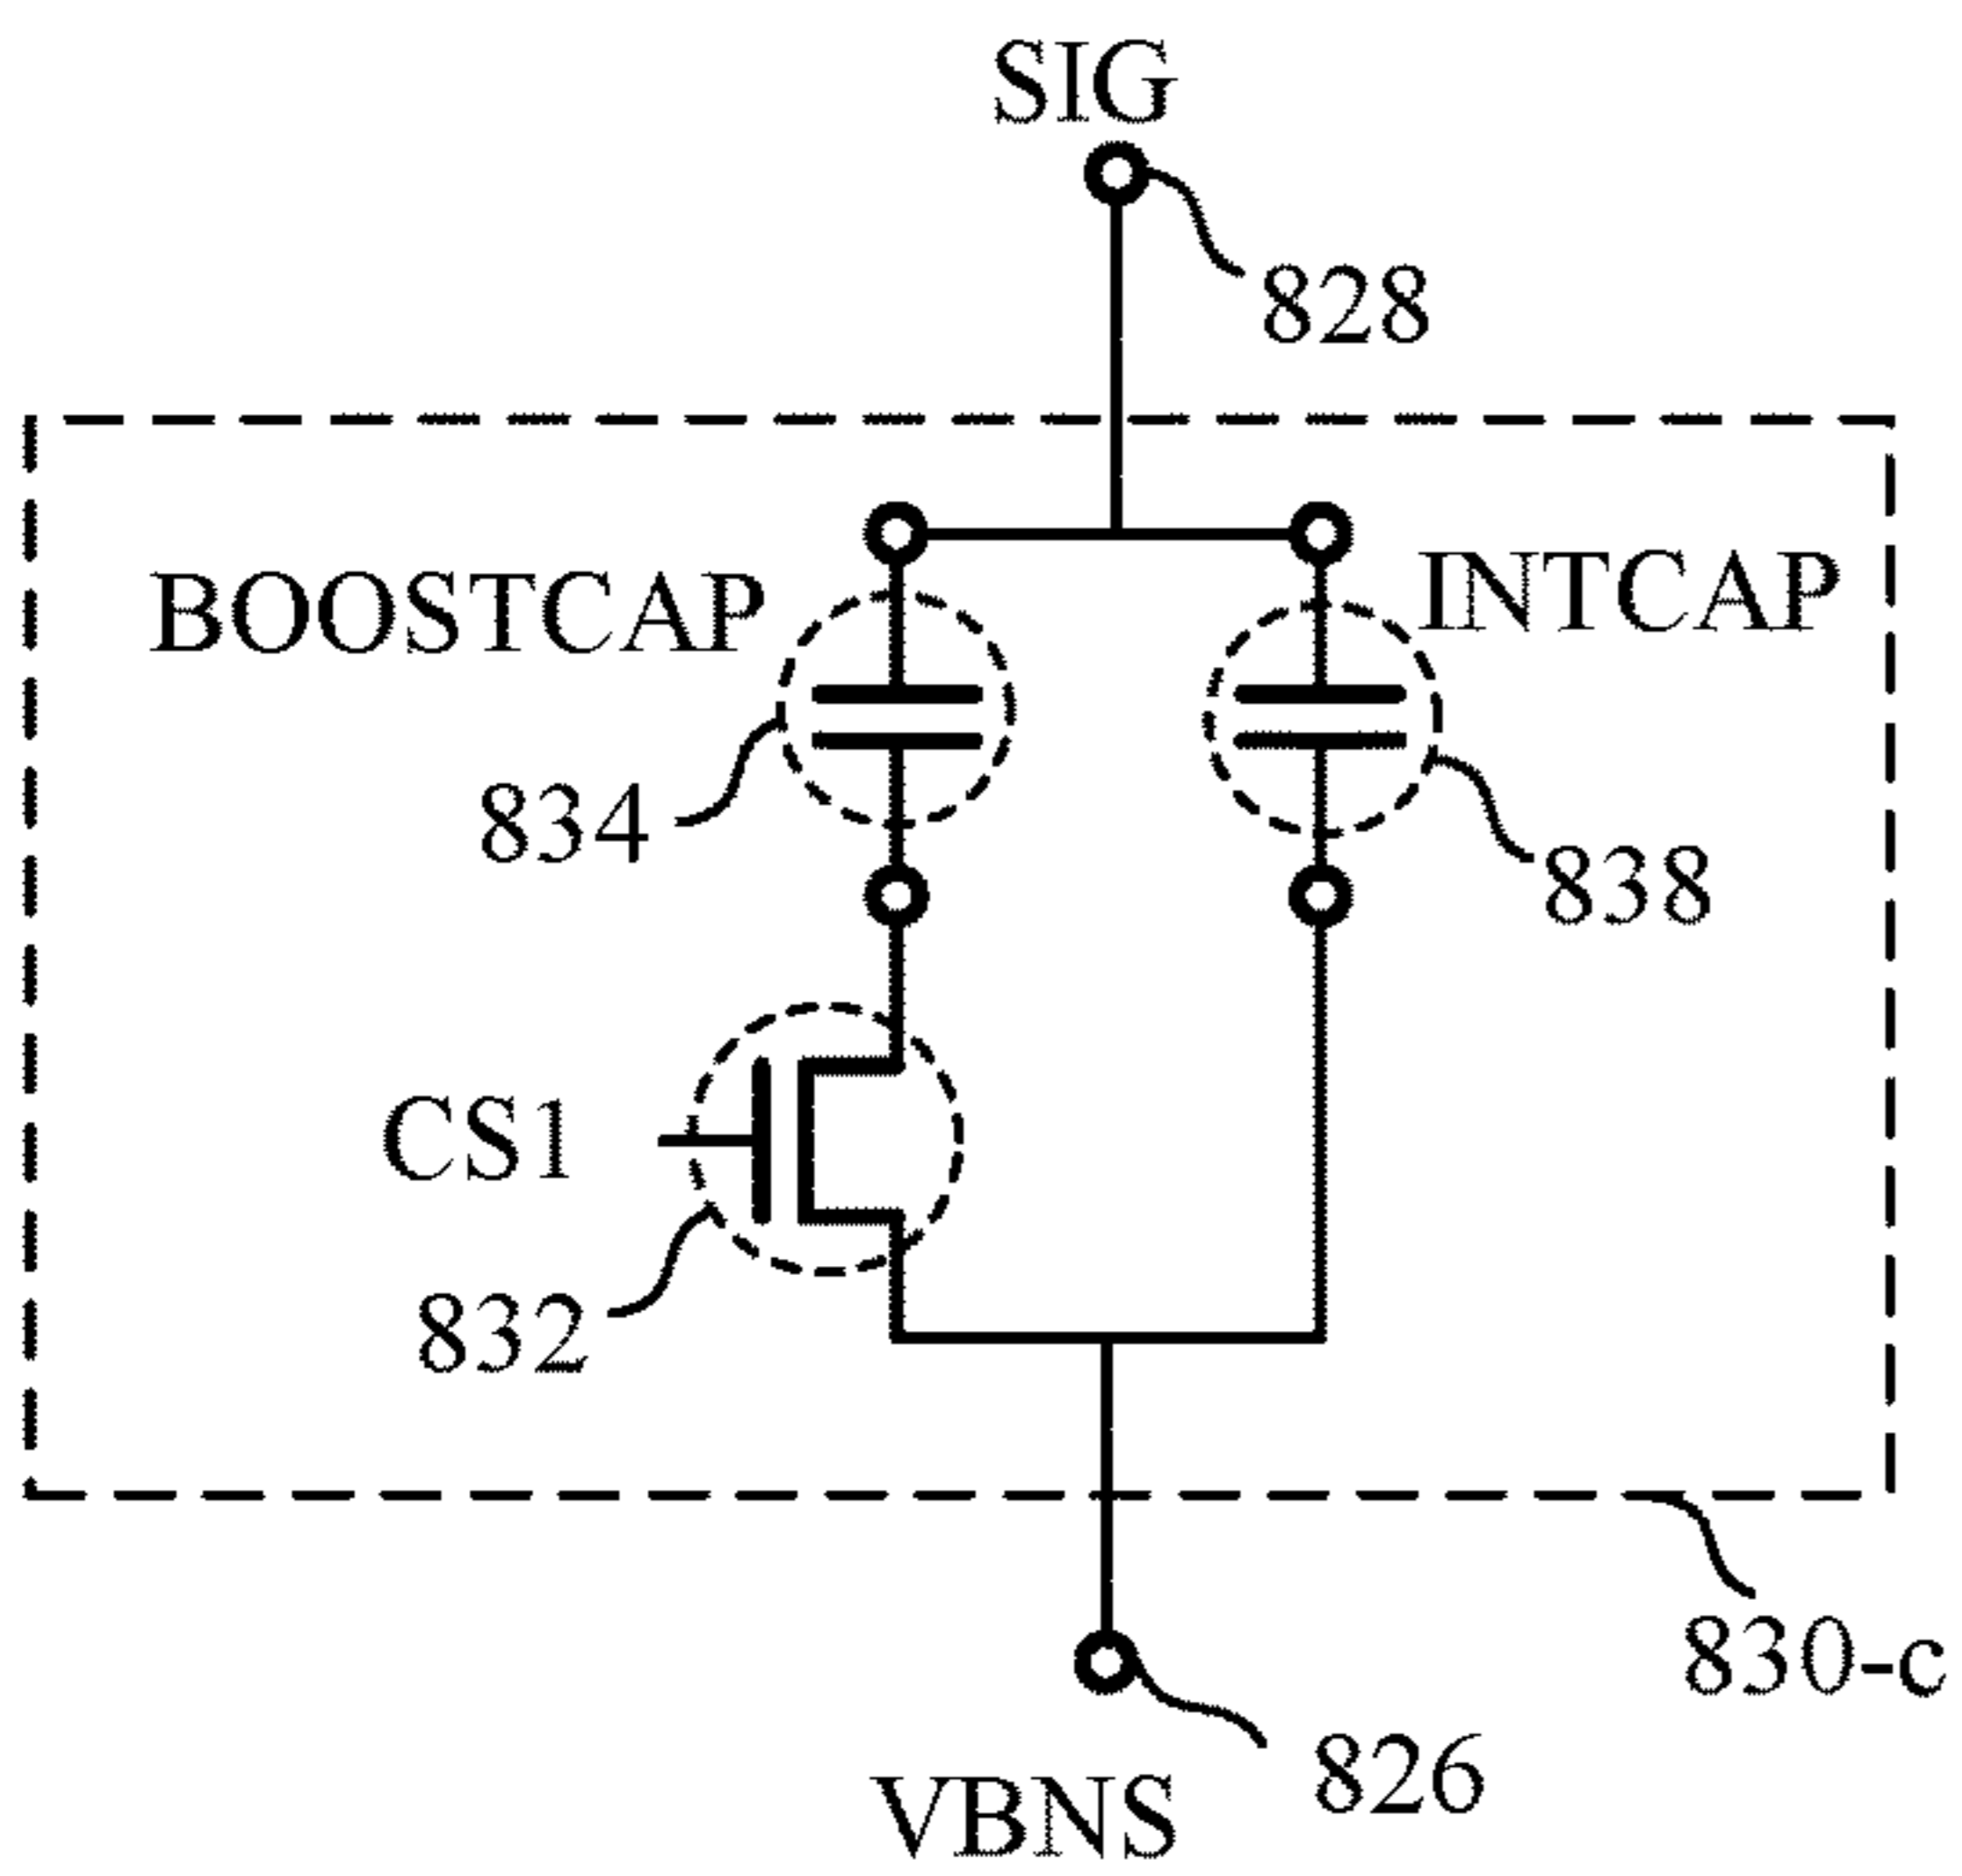 SIG
828
BOOSTCAP
INTCAP
834
838
CS1
832
830-c
826
VBNS